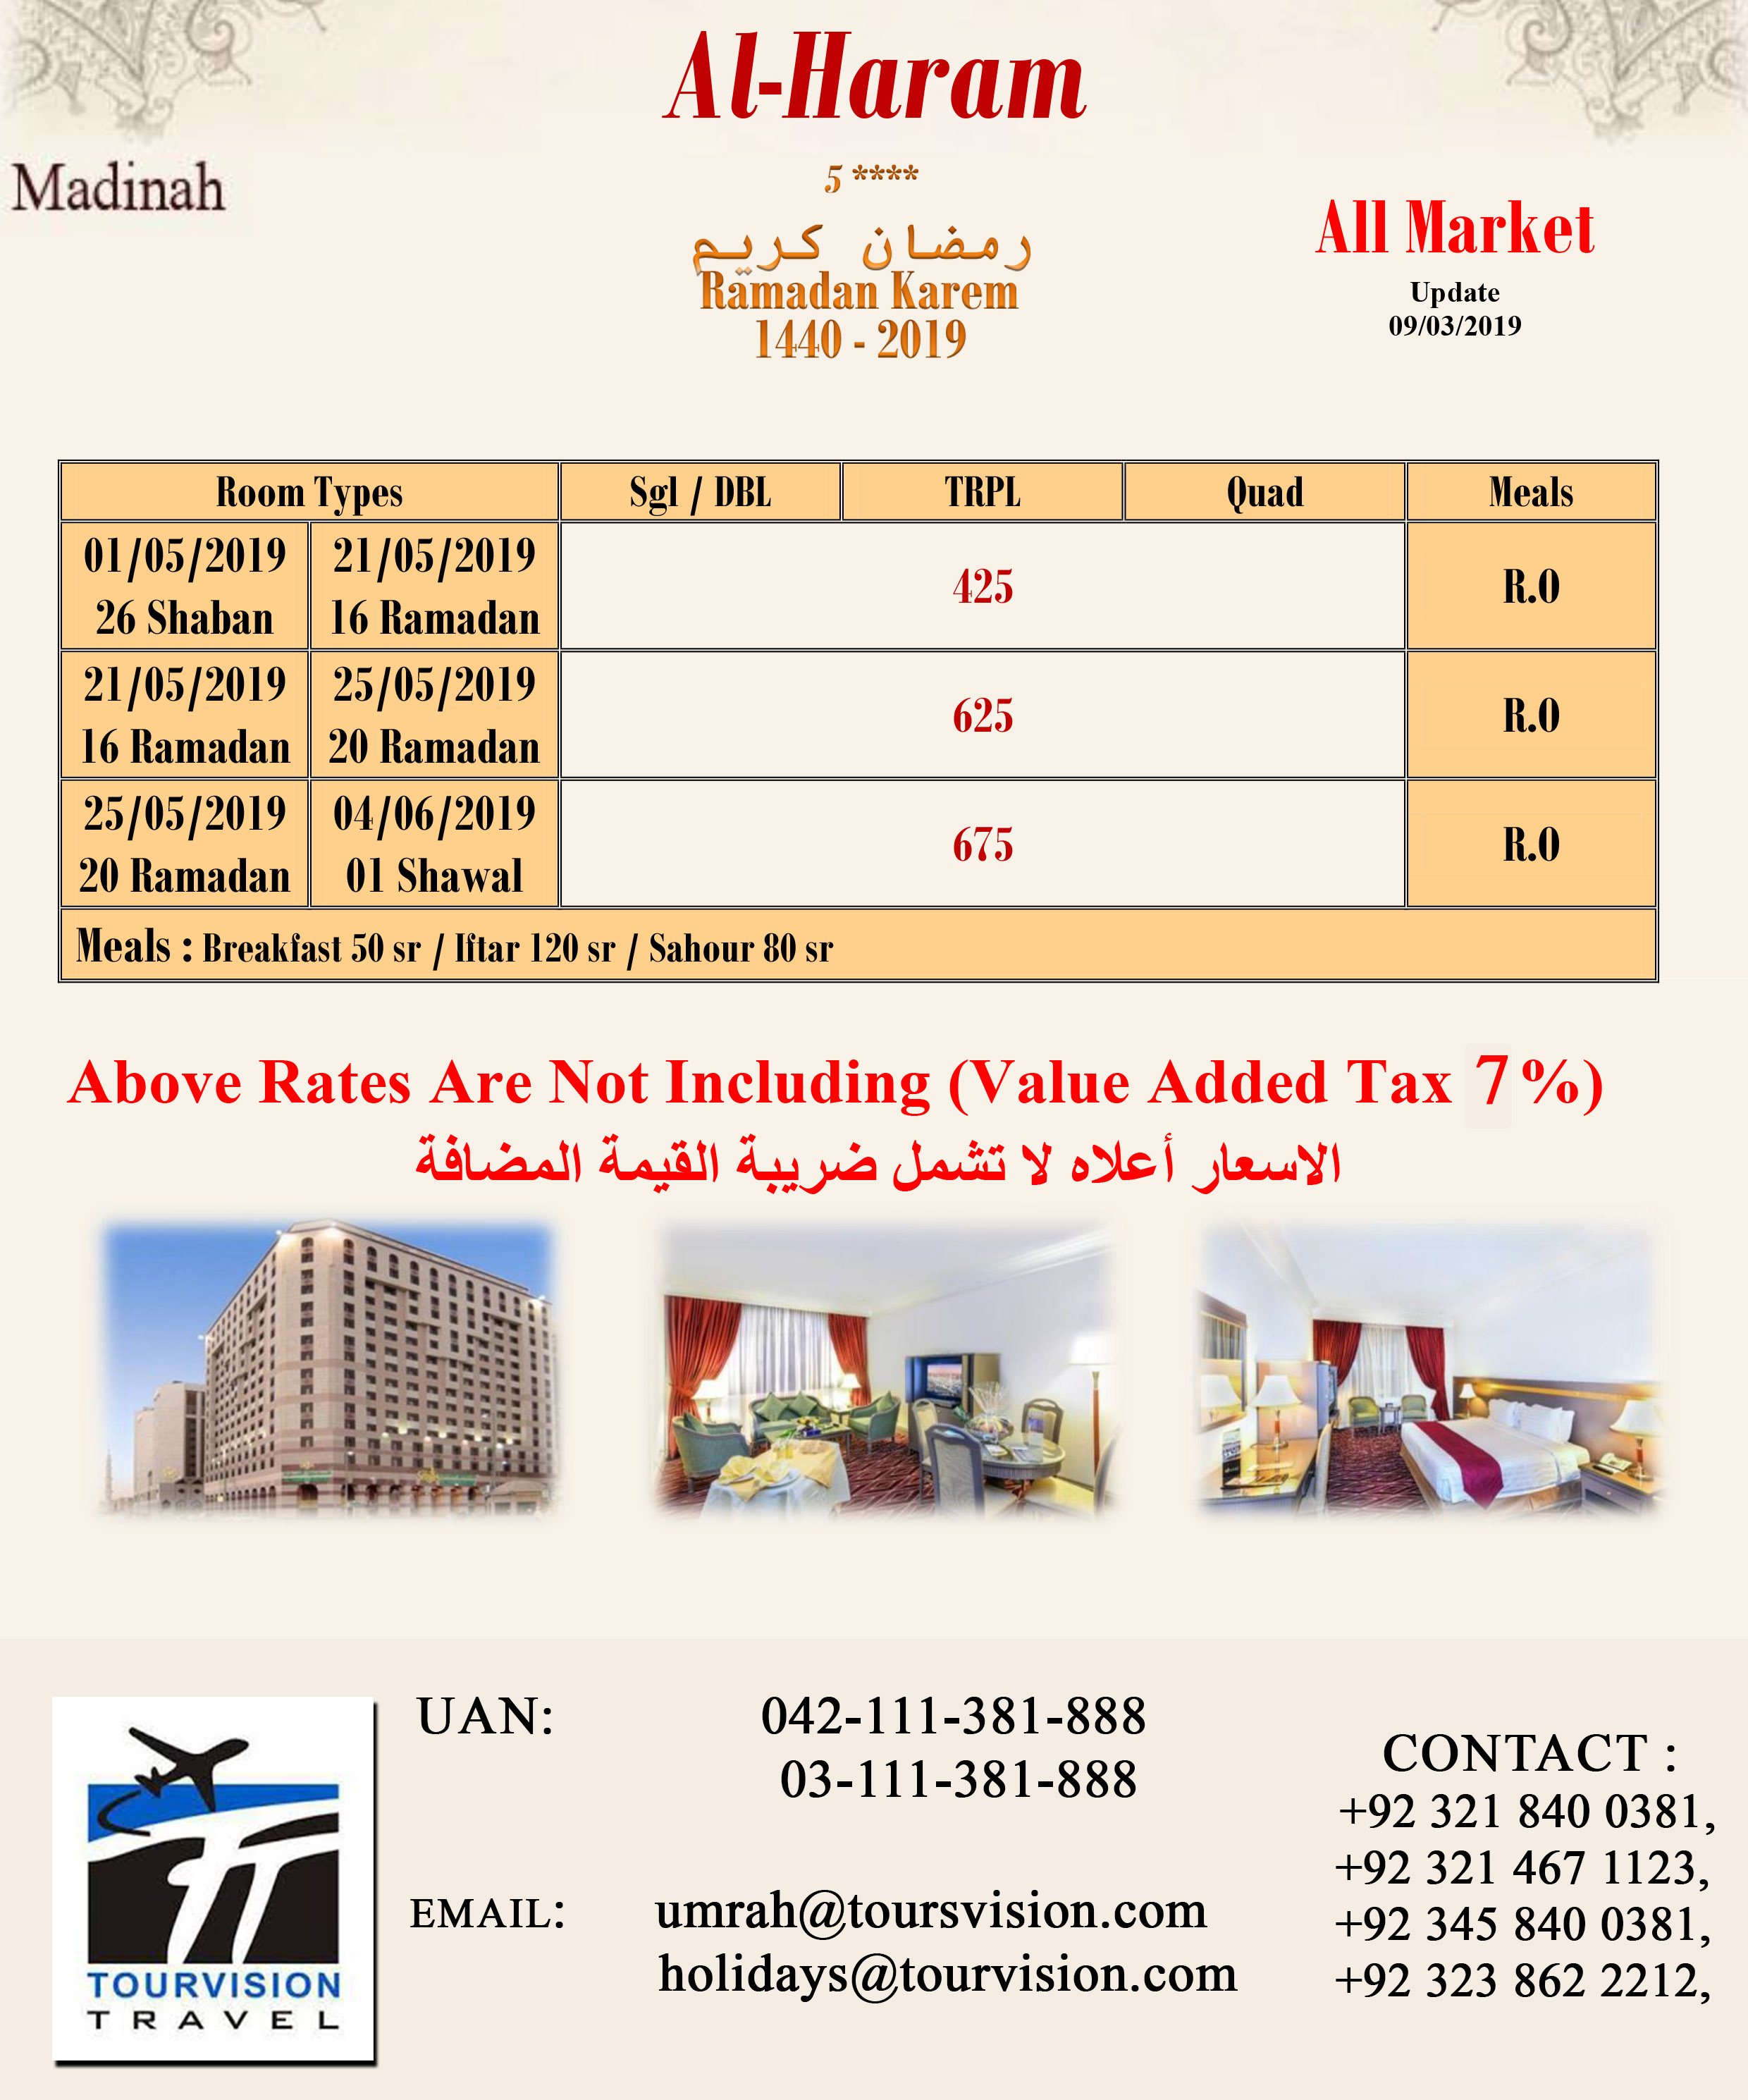 Al-Haram
Madinah
5 ****
رمضان كريم
Ramadan Karem
1440 - 2019
All Market
Update
09/03/2019
Room Types Sgl / DBL TRPL Quad Meals
01/05/2019 21/05/2019
26 Shaban 16 Ramadan
425 R.O
21/05/2019 25/05/2019
16 Ramadan 20 Ramadan
625 R.O
25/05/2019 04/06/2019
20 Ramadan 01 Shawal
675 R.O
Meals : Breakfast 50 sr / Iftar 120 sr / Sahour 80 sr
Above Rates Are Not Including (Value Added Tax 7 %)
الاسعار أعلاه لا تشمل ضريبة القيمة المضافة
TOURVISION
TRAVEL
UAN: 042-111-381-888
03-111-381-888
EMAIL: umrah@toursvision.com
holidays@tourvision.com
CONTACT :
+92 321 840 0381,
+92 321 467 1123,
+92 345 840 0381,
+92 323 862 2212,